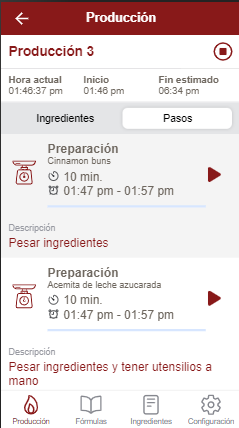 Producción
Producción 3
Hora actual Inicio Fin estimado
01:46:37 pm 01:46 pm 06:34 pm
Ingredientes Pasos
Preparación
Cinnamon buns
10 min.
01:47 pm - 01:57 pm
Descripción
Pesar ingredientes
Preparación
Acemita de leche azucarada
10 min.
01:47 pm - 01:57 pm
Descripción
Pesar ingredientes y tener utensilios a
mano
Producción Fórmulas Ingredientes Configuración